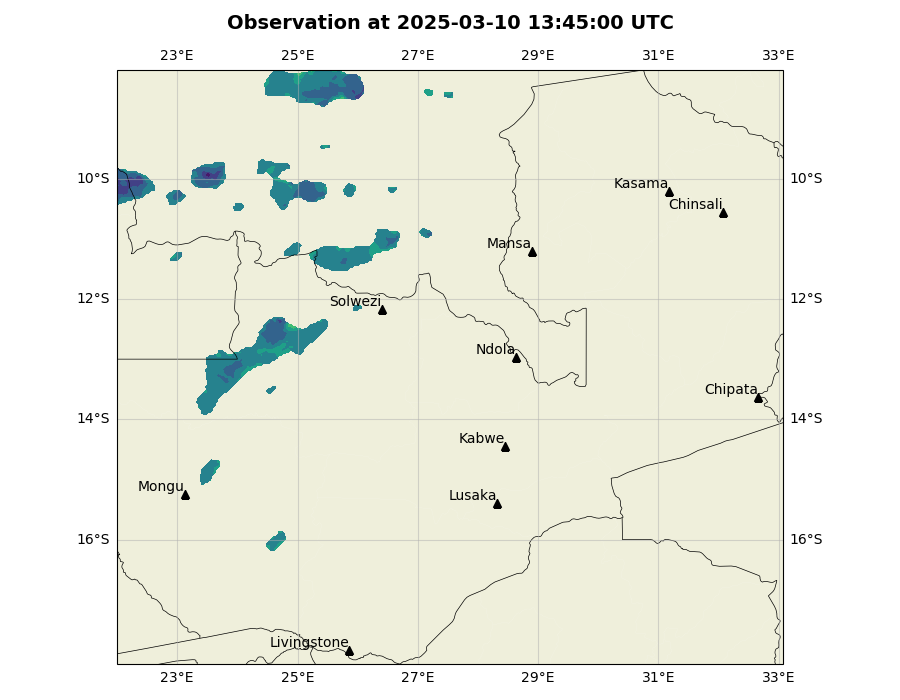 Observation at 2025-03-10 13:45:00 UTC
23°E 25°E 27°E 29°E 31°E 33°E
10°S 10°S
Kasama
Chinsali
Mansa
12°S 12°S
Solwezi
Ndola
Chipata
14°S 14°S
Kabwe
Mongu
Lusaka
16°S 16°S
Livingstone
23°E 25°E 27°E 29°E 31°E 33°E